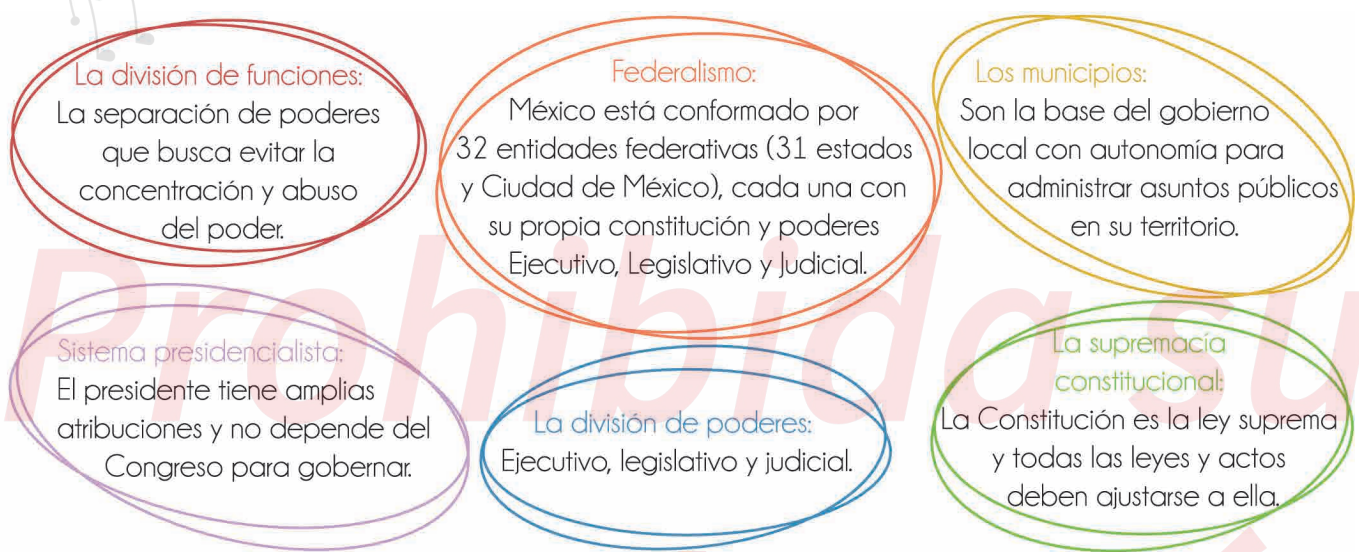 La división de funciones:
La separación de poderes
que busca evitar la
concentración y abuso
del poder.
Federalismo:
México está conformado por
32 entidades federativas (31 estados
y Ciudad de México), cada una con
su propia constitución y poderes
Ejecutivo, Legislativo y Judicial.
Los municipios:
Son la base del gobierno
local con autonomía para
administrar asuntos públicos
en su territorio.
Sistema presidencialista:
El presidente tiene amplias
atribuciones y no depende del
Congreso para gobernar.
La división de poderes:
Ejecutivo, legislativo y judicial.
La supremacía
constitucional:
La Constitución es la ley suprema
y todas las leyes y actos
deben ajustarse a ella.
Prohibida su